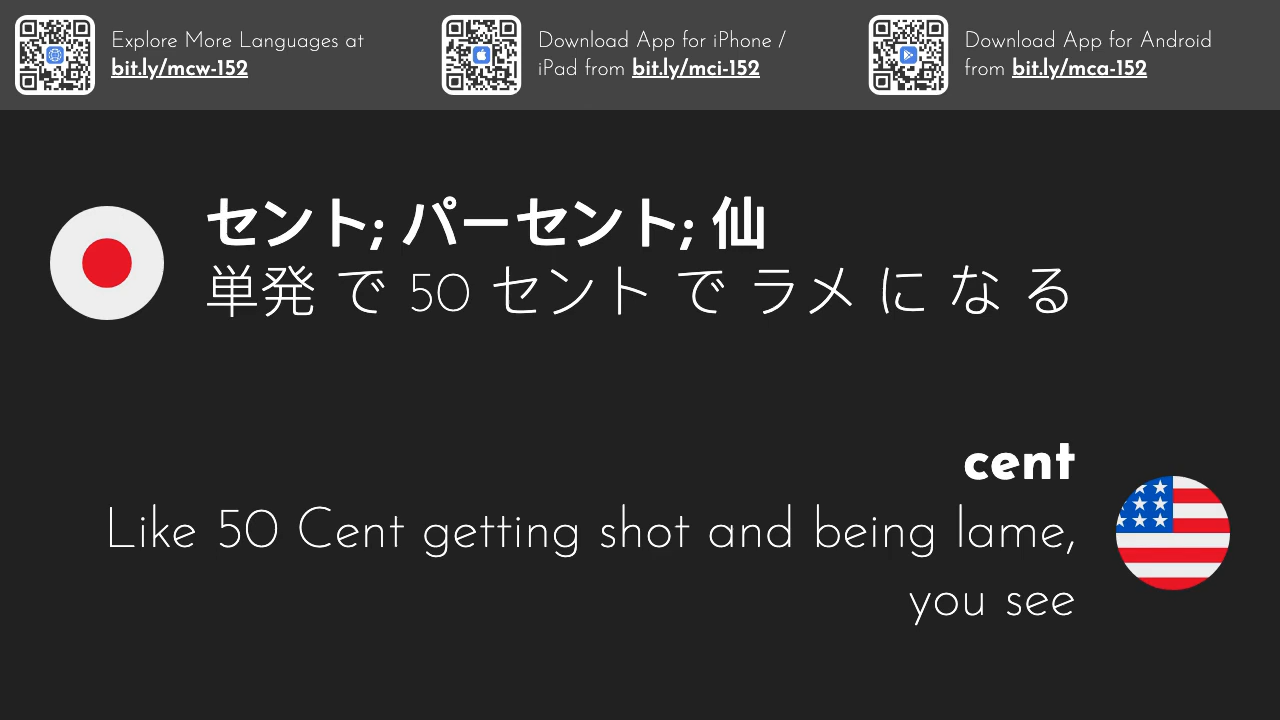 Explore More Languages at
bit.ly/mcw-152
Download App for iPhone /
iPad from bit.ly/mci-152
Download App for Android
from bit.ly/mca-152
セント; パーセント; 仙
単発 で 50 セント で ラメ に な る
cent
Like 50 Cent getting shot and being lame,
you see